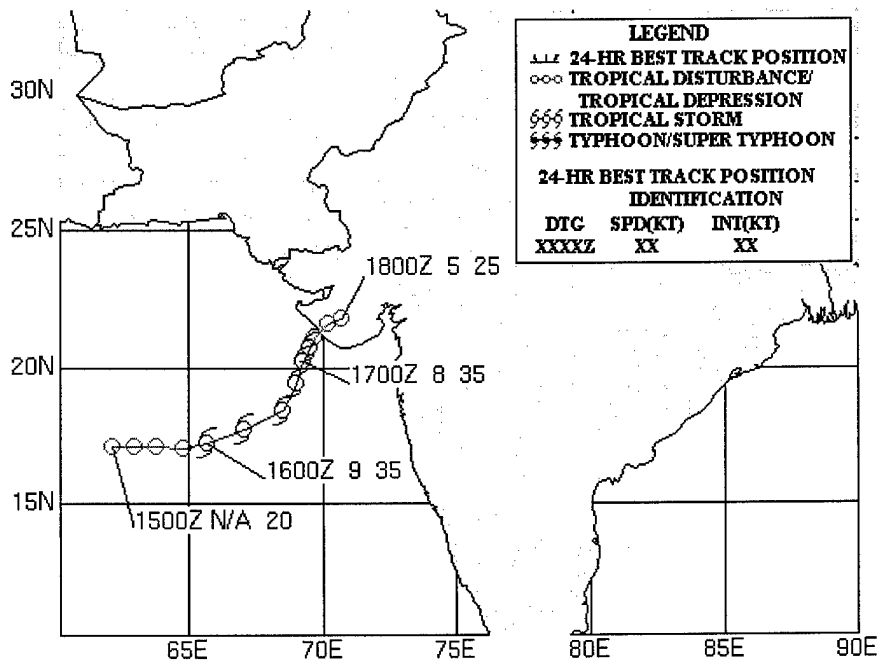 LEGEND
24-HR BEST TRACK POSITION
TROPICAL DISTURBANCE/
TROPICAL DEPRESSION
TROPICAL STORM
TYPHOON/SUPER TYPHOON
24-HR BEST TRACK POSITION
IDENTIFICATION
DTG SPD(KT) INT(KT)
XXXXZ XX XX
30N
25N
1800Z 5 25
20N
1700Z 8 35
1600Z 9 35
15N
1500Z N/A 20
65E 70E 75E 80E 85E 90E